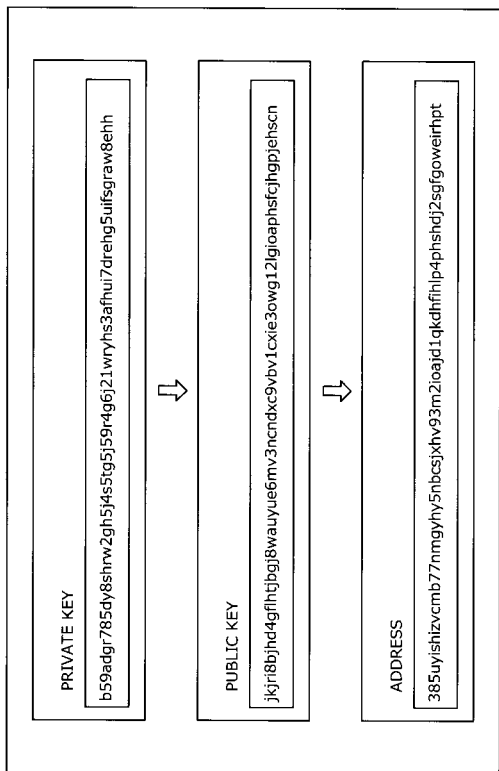 PRIVATE KEY
b59adgr785dy8shrw2gh5j4s5tg5j59r4g6j21wryhs3afhui7drehg5uifsgraw8ehh
PUBLIC KEY
jkjri8bjhd4gflhtjbgj8wauyue6mv3ncndxc9vbv1cxie3owg12lgioaphsfcjhgpjehscn
ADDRESS
385uyishizvcmb77nmgyhy5nbcsjxhv93m2ioajd1qkdhfihlp4phshdj2sgfgoweirhpt